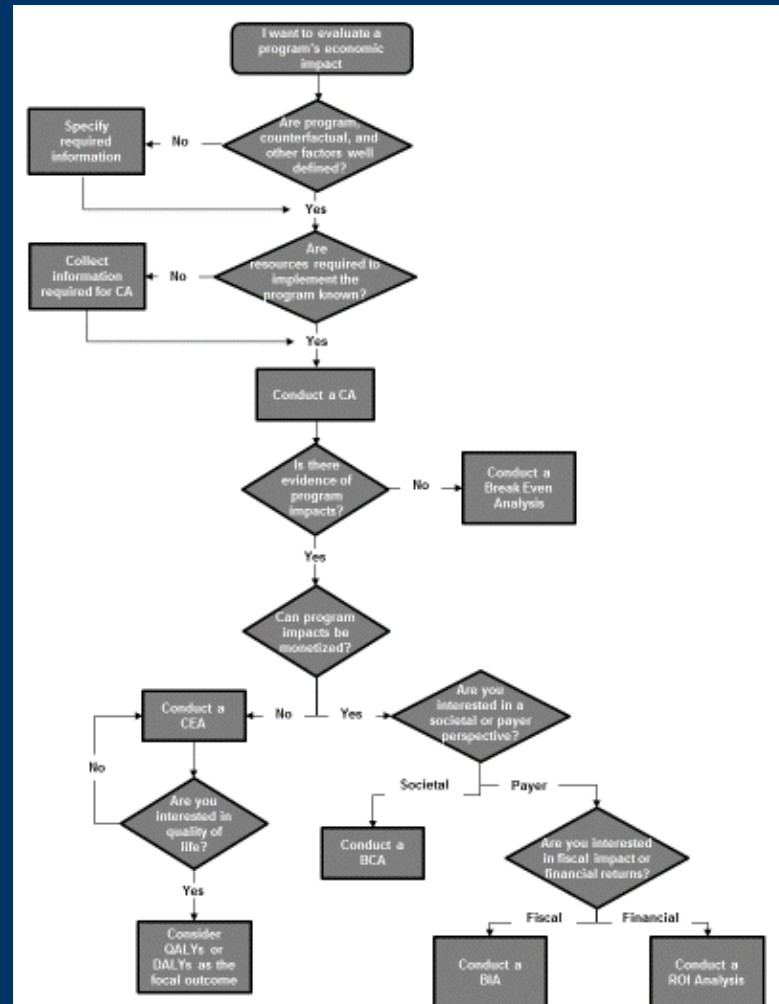 I want to evaluate a
program's economic
impact
Are program,
counterfactual, and
other factors well
defined?
No
Specify
required
information
Yes
Are
resources required to
implement the
program known?
No
Collect
information
required for CA
Yes
Conduct a CA
Is there
evidence of
program
impacts?
No
Conduct a
Break Even
Analysis
Yes
Can program
impacts be
monetized?
No
Yes
Conduct a
CEA
Are you
interested in a
societal or payer
perspective?
No
Are you
interested in
quality of
life?
Societal
Payer
Conduct a
BCA
Are you interested
in fiscal impact or
financial returns?
Yes
Consider
QALYs or
DALYs as the
focal outcome
Fiscal
Financial
Conduct a
BIA
Conduct a
ROI Analysis